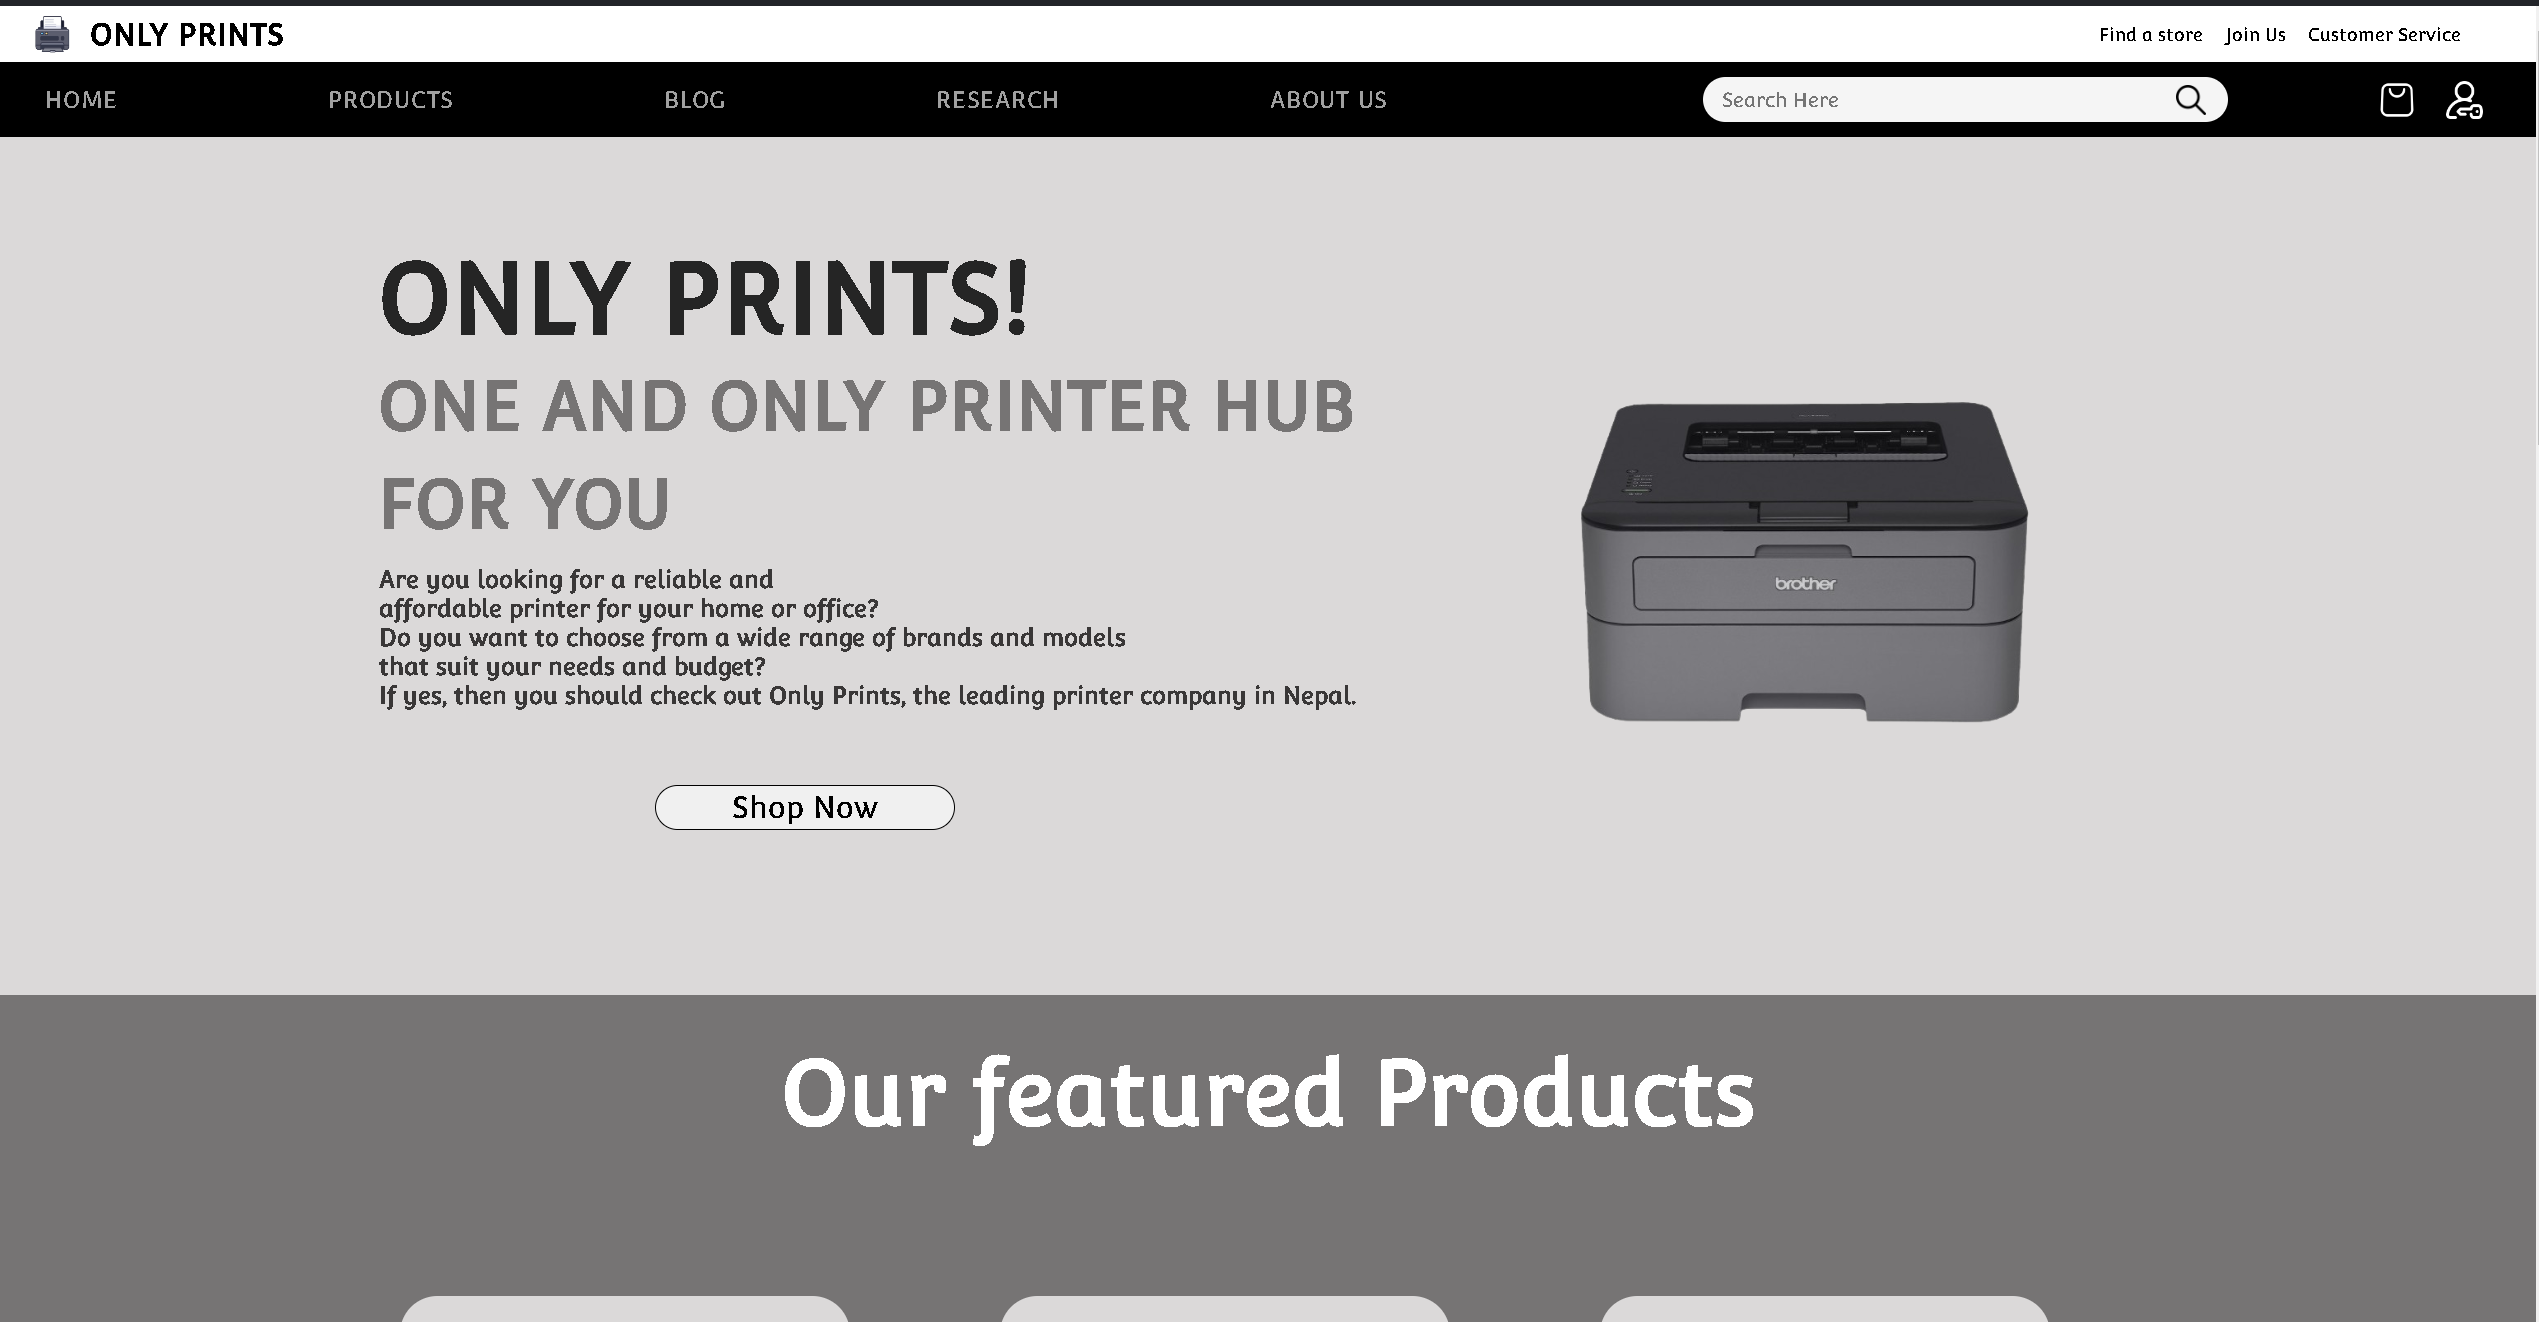 ONLY PRINTS
Find a store Join Us Customer Service
HOME PRODUCTS BLOG RESEARCH ABOUT US Search Here
ONLY PRINTS!
ONE AND ONLY PRINTER HUB
FOR YOU
Are you looking for a reliable and
affordable printer for your home or office?
Do you want to choose from a wide range of brands and models
that suit your needs and budget?
If yes, then you should check out Only Prints, the leading printer company in Nepal.
brother
Shop Now
Our featured Products